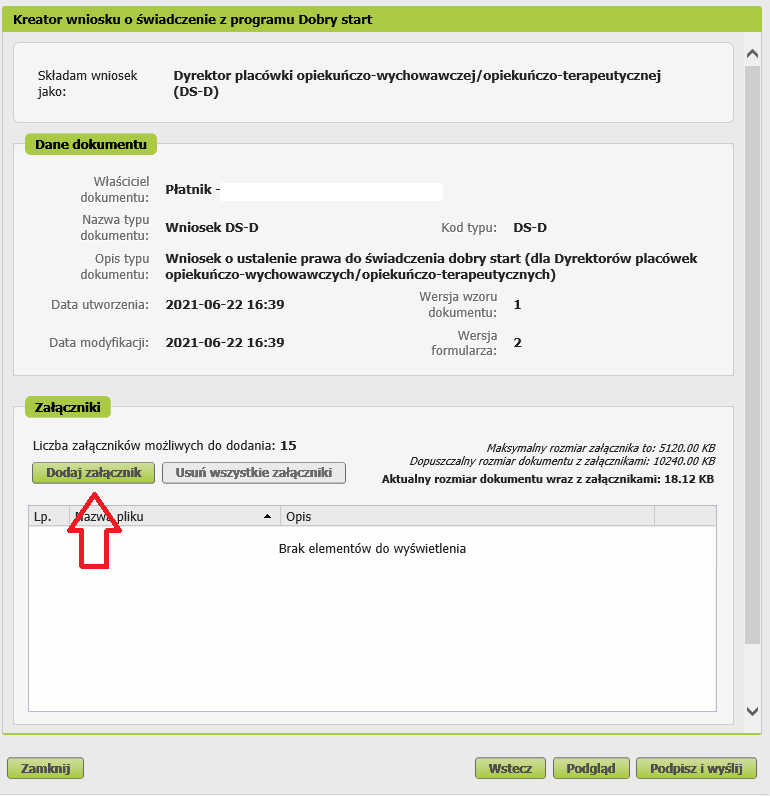 Kreator wniosku o świadczenie z programu Dobry start
Składam wniosek jako:
Dyrektor placówki opiekuńczo-wychowawczej/opiekuńczo-terapeutycznej
(DS-D)
Dane dokumentu
Właściciel dokumentu:
Płatnik -
Nazwa typu dokumentu:
Wniosek DS-D
Kod typu: DS-D
Opis typu dokumentu:
Wniosek o ustalenie prawa do świadczenia dobry start (dla Dyrektorów placówek
opiekuńczo-wychowawczych/opiekuńczo-terapeutycznych)
Data utworzenia: 2021-06-22 16:39
Wersja wzoru dokumentu: 1
Data modyfikacji: 2021-06-22 16:39
Wersja formularza: 2
Załączniki
Liczba załączników możliwych do dodania: 15
Maksymalny rozmiar załącznika to: 5120.00 KB
Dopuszczalny rozmiar dokumentu z załącznikami: 10240.00 KB
Aktualny rozmiar dokumentu wraz z załącznikami: 18.12 KB
Dodaj załącznik Usuń wszystkie załączniki
Lp. Nazwa pliku Opis
Brak elementów do wyświetlenia
Zamknij Wstecz Podgląd Podpisz i wyślij